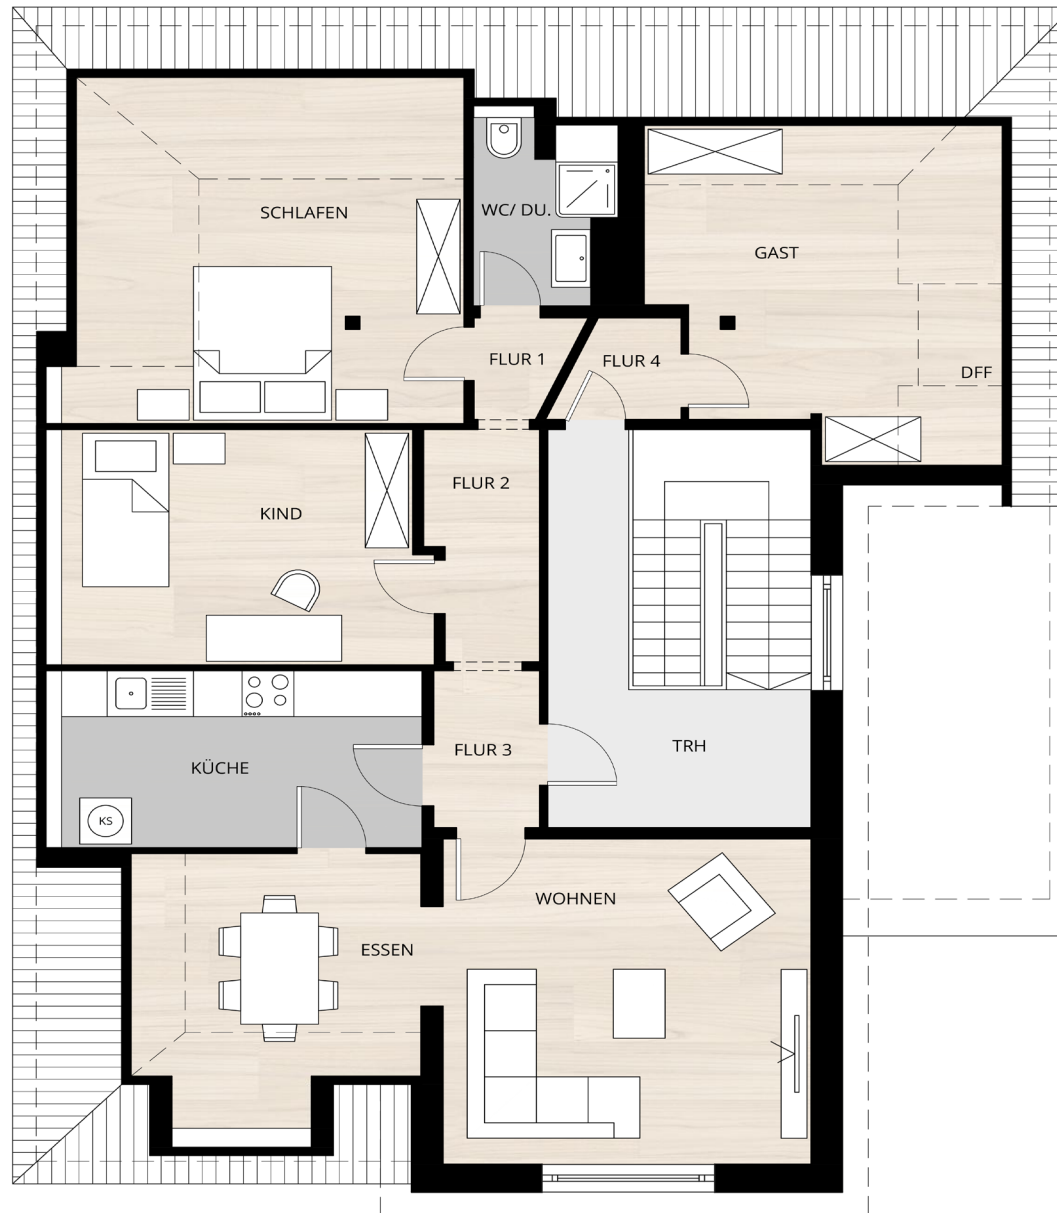 SCHLAFEN
WC/ DU.
GAST
FLUR 1
FLUR 4
DFF
FLUR 2
KIND
FLUR 3
TRH
KÜCHE
KS
WOHNEN
ESSEN